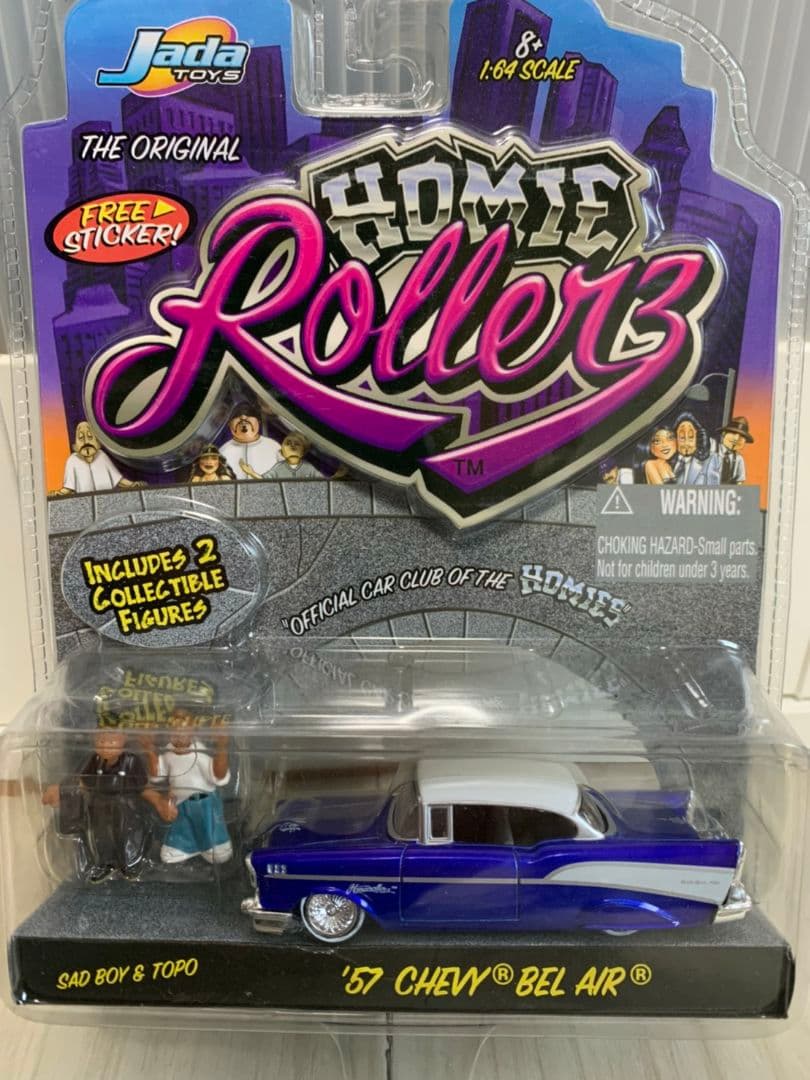 Jada
TOYS
8+
1:64 SCALE
THE ORIGINAL
FREE
STICKER!
HOMIE
Rollerz
TM
WARNING:
CHOKING HAZARD-Small parts.
Not for children under 3 years.
INCLUDES 2
COLLECTIBLE
FIGURES
"OFFICIAL CAR CLUB OF THE HOMIES"
SAD BOY & TOPO
'57 CHEVY® BEL AIR®